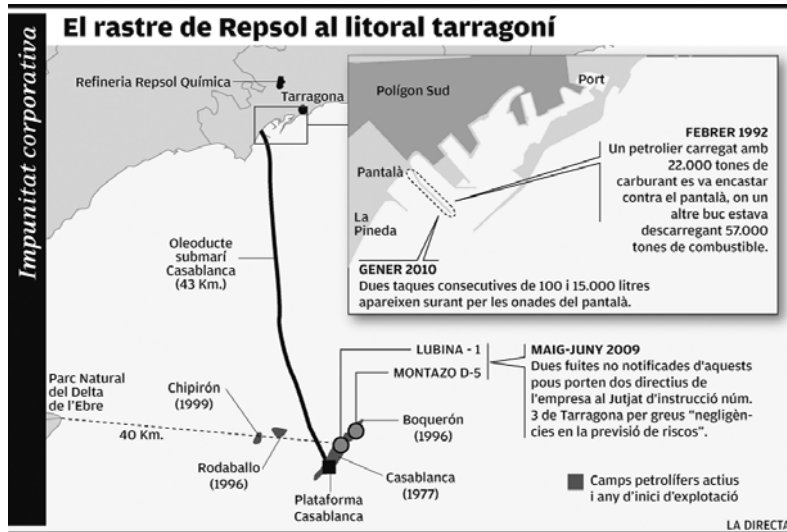 El rastre de Repsol al litoral tarragoní
Impunitat corporativa
Refineria Repsol Química
Tarragona
Polígon Sud
Port
Pantalà
La
Pineda
FEBRER 1992
Un petrolier carregat amb
22.000 tones de
carburant es va encastar
contra el pantalà, on un
altre buc estava
descarregant 57.000
tones de combustible.
GENER 2010
Dues taques consecutives de 100 i 15.000 litres
apareixen surant per les onades del pantalà.
Oleoducte
submarí
Casablanca
(43 Km.)
LUBINA - 1
MONTAZO D-5
MAIG-JUNY 2009
Dues fuites no notificades d'aquests
pous porten dos directius de
l'empresa al Jutjat d'instrucció núm.
3 de Tarragona per greus "negligèn-
cies en la previsió de riscos".
Parc Natural
del Delta
de l'Ebre
40 Km.
Chipirón
(1999)
Rodaballo
(1996)
Boquerón
(1996)
Casablanca
(1977)
Plataforma
Casablanca
Camps petrolífers actius
i any d'inici d'explotació
LA DIRECTA